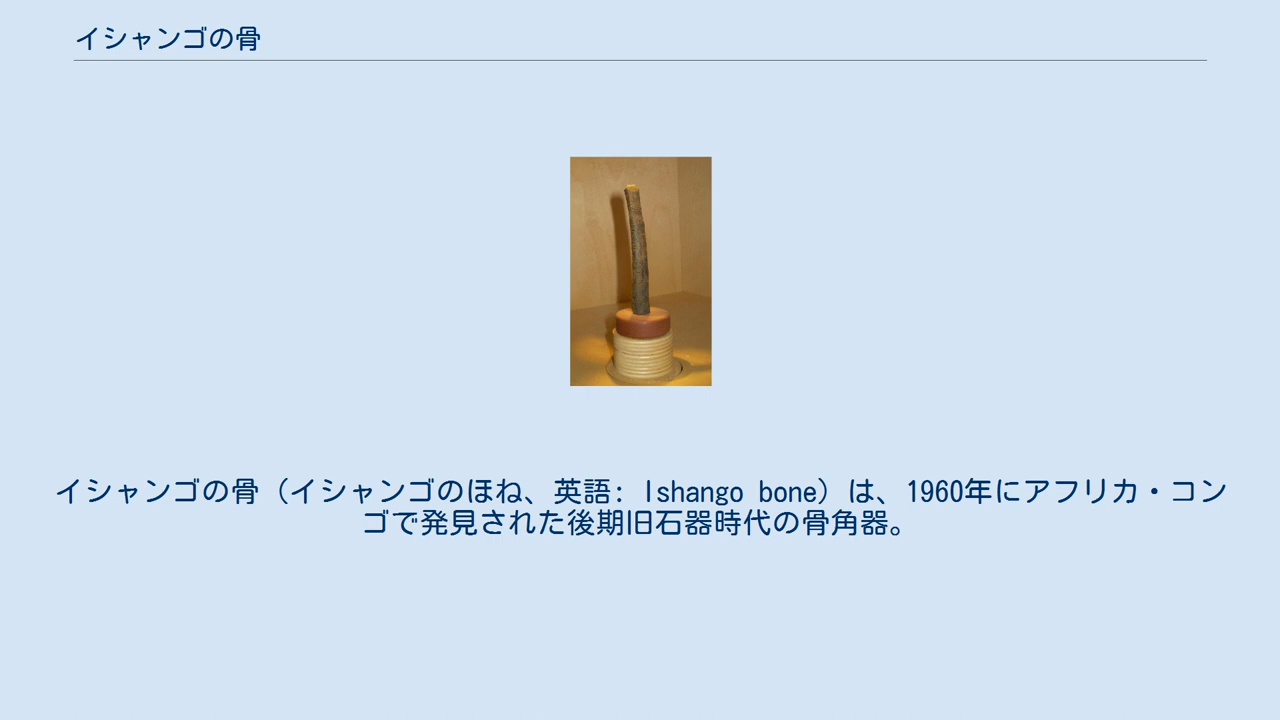 イシャンゴの骨
イシャンゴの骨（イシャンゴのほね、英語: Ishango bone）は、1960年にアフリカ・コン
ゴで発見された後期旧石器時代の骨角器。